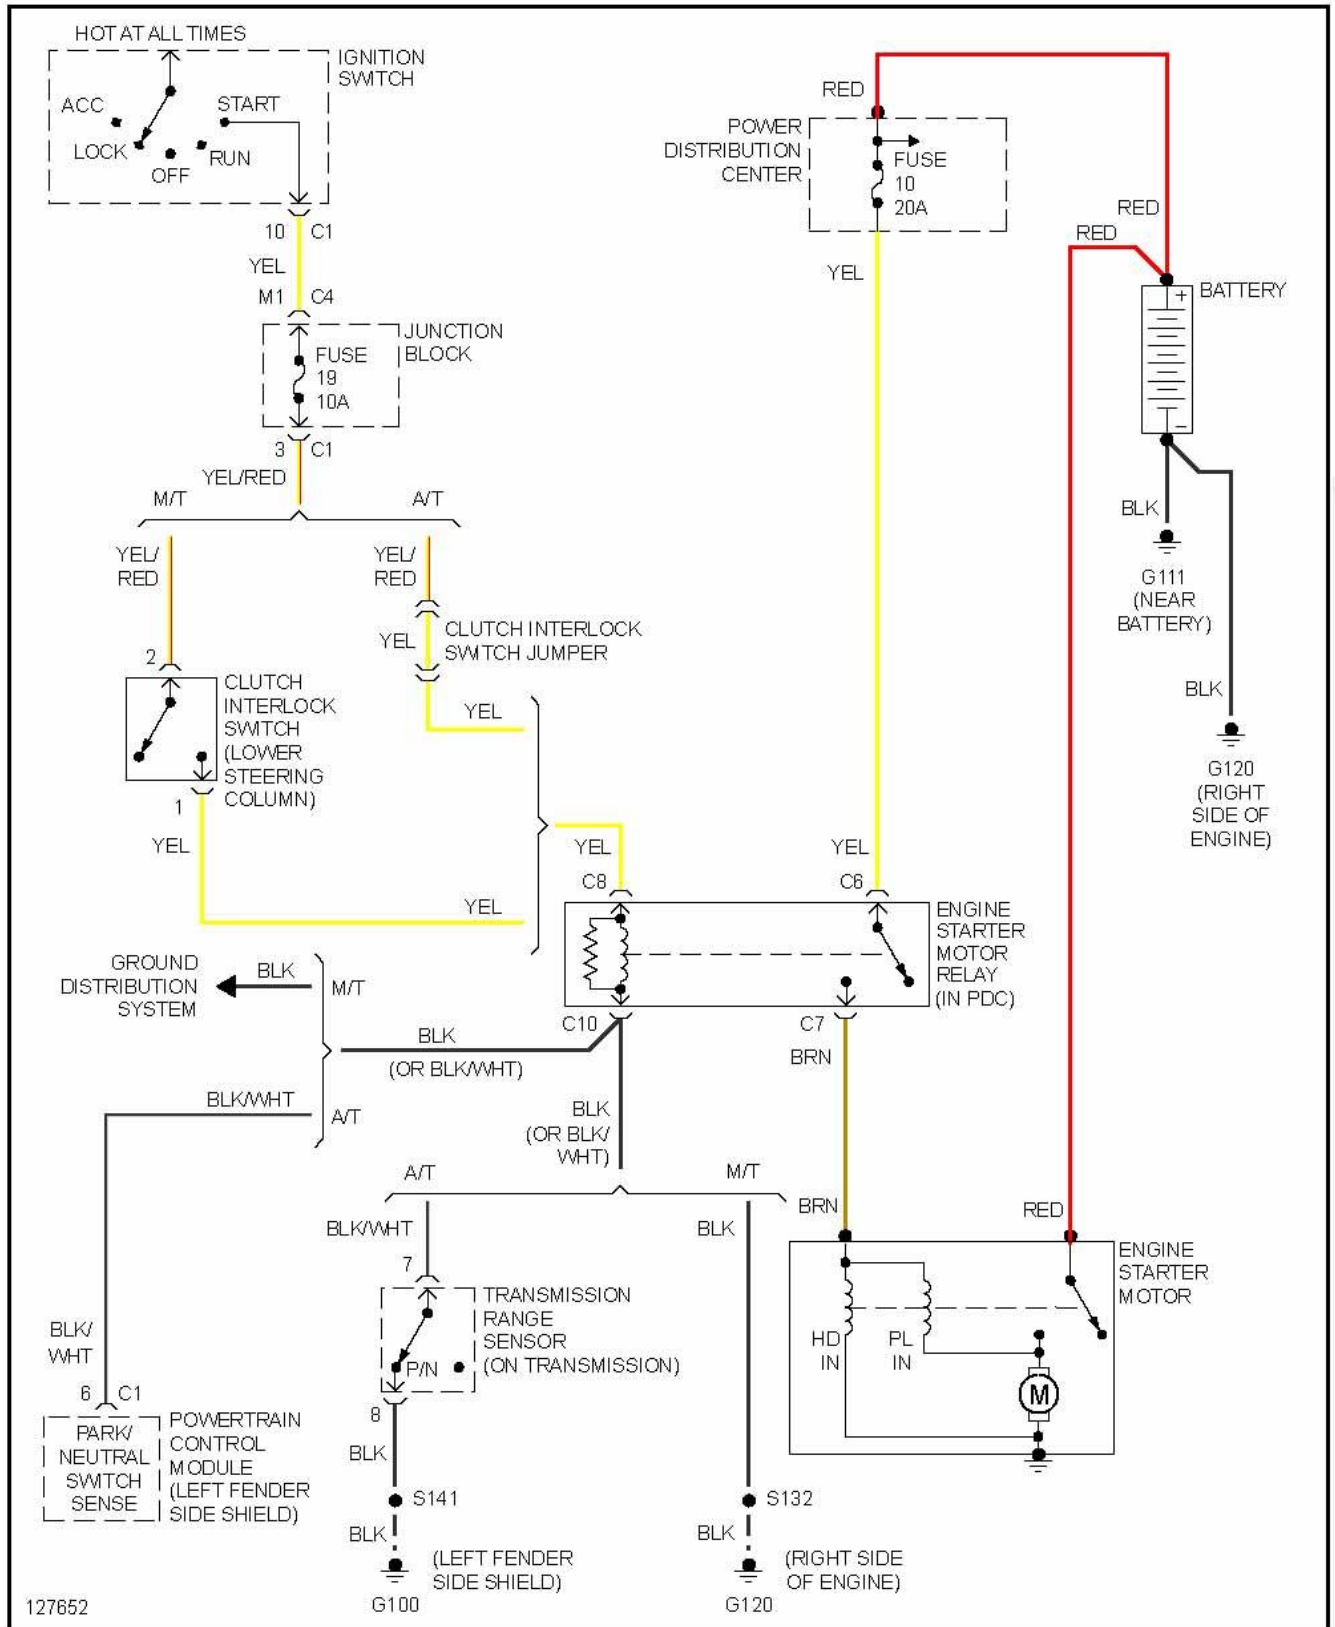 HOT AT ALL TIMES
IGNITION
SWITCH
ACC
START
LOCK
RUN
OFF
10 C1
YEL
M1 C4
JUNCTION
BLOCK
FUSE
19
10A
3 C1
YEL/RED
M/T
A/T
YEL/
RED
YEL/
RED
YEL
CLUTCH INTERLOCK
SWITCH JUMPER
2
CLUTCH
INTERLOCK
SWITCH
(LOWER
STEERING
COLUMN)
1
YEL
YEL
YEL
YEL
C8
RED
POWER
DISTRIBUTION
CENTER
FUSE
10
20A
YEL
RED
RED
+
BATTERY
–
BLK
G111
(NEAR
BATTERY)
BLK
G120
(RIGHT
SIDE OF
ENGINE)
YEL
C6
ENGINE
STARTER
MOTOR
RELAY
(IN PDC)
GROUND
DISTRIBUTION
SYSTEM
BLK
M/T
C10
C7
BLK
(OR BLK/WHT)
BRN
BLK/WHT
A/T
BLK
(OR BLK/
WHT)
A/T
M/T
BLK/WHT
BLK
BRN
RED
7
TRANSMISSION
RANGE
SENSOR
(ON TRANSMISSION)
P/N
8
ENGINE
STARTER
MOTOR
HD
IN
PL
IN
M
BLK/
WHT
6 C1
PARK/
NEUTRAL
SWITCH
SENSE
POWERTRAIN
CONTROL
MODULE
(LEFT FENDER
SIDE SHIELD)
BLK
S141
BLK
(LEFT FENDER
SIDE SHIELD)
G100
S132
BLK
(RIGHT SIDE
OF ENGINE)
G120
127652